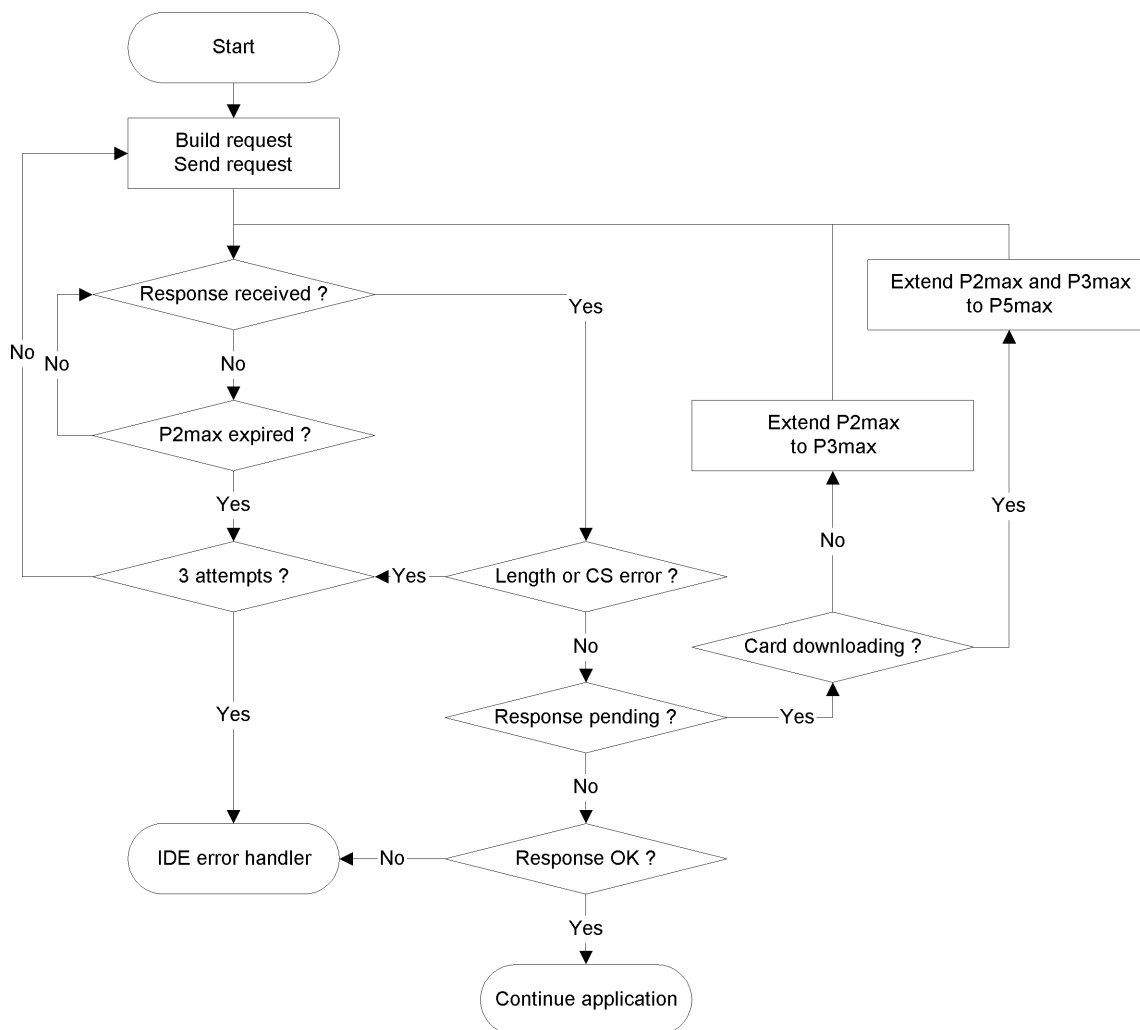 Start
Build request
Send request
Response received ?
Yes
Extend P2max and P3max
to P5max
No
No
No
P2max expired ?
Extend P2max
to P3max
Yes
Yes
No
3 attempts ?
Yes
Length or CS error ?
No
Card downloading ?
Yes
Response pending ?
Yes
No
IDE error handler
No
Response OK ?
Yes
Continue application